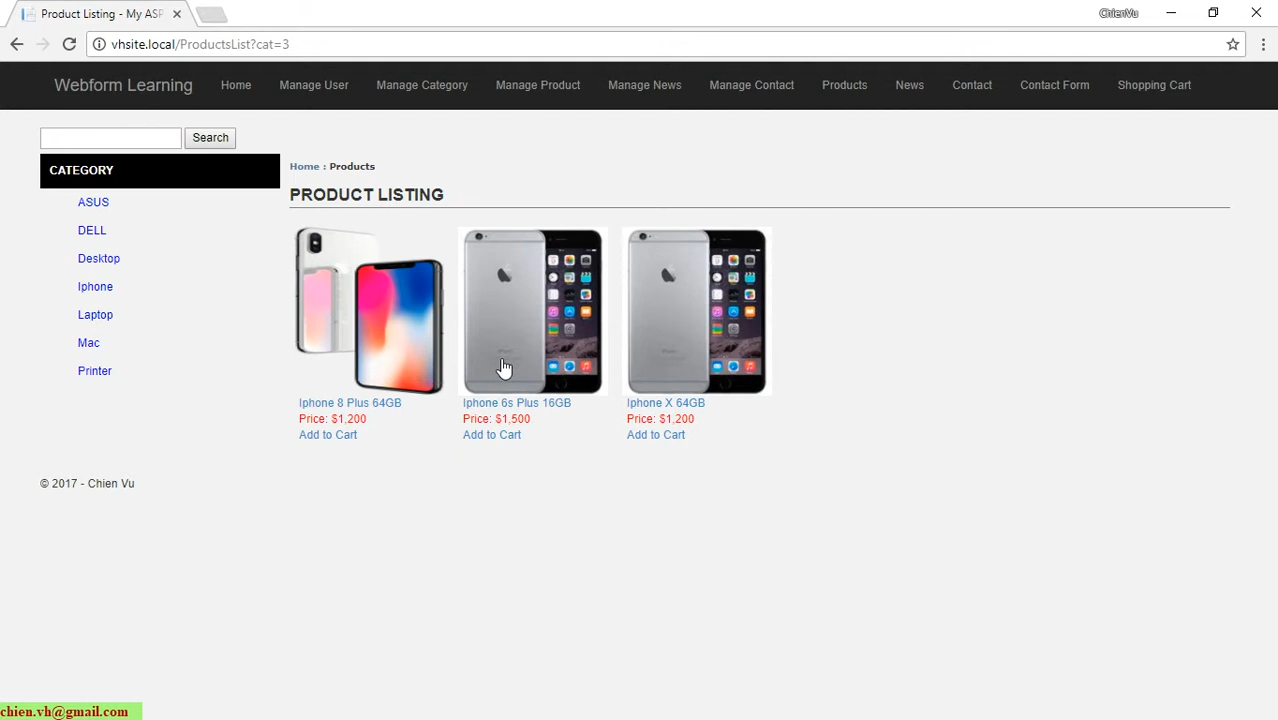 Product Listing - My ASP
ChienVu
vhsite.local/ProductsList?cat=3
Webform Learning Home Manage User Manage Category Manage Product Manage News Manage Contact Products News Contact Contact Form Shopping Cart
Search
CATEGORY
ASUS
DELL
Desktop
Iphone
Laptop
Mac
Printer
Home : Products
PRODUCT LISTING
Iphone 8 Plus 64GB
Price: $1,200
Add to Cart
Iphone 6s Plus 16GB
Price: $1,500
Add to Cart
Iphone X 64GB
Price: $1,200
Add to Cart
© 2017 - Chien Vu
chien.vh@gmail.com